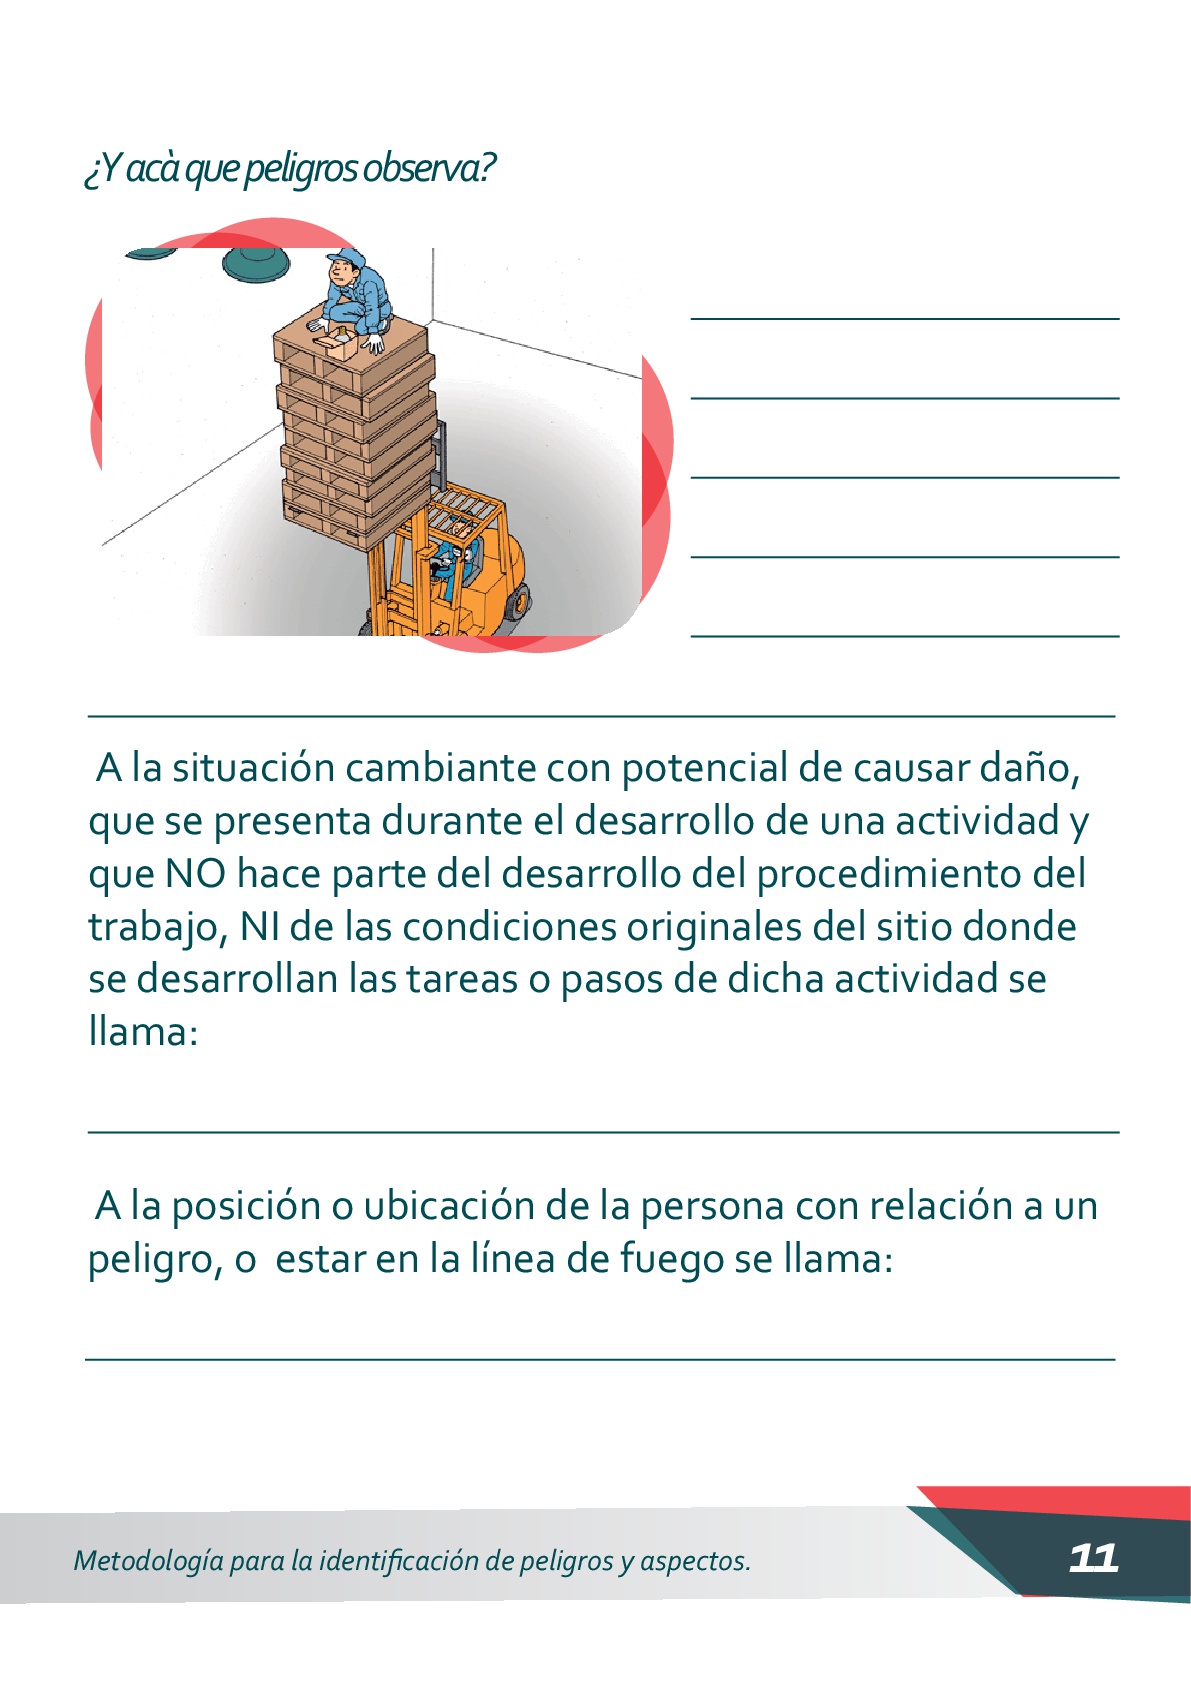 ¿Y acà que peligros observa?
A la situación cambiante con potencial de causar daño,
que se presenta durante el desarrollo de una actividad y
que NO hace parte del desarrollo del procedimiento del
trabajo, NI de las condiciones originales del sitio donde
se desarrollan las tareas o pasos de dicha actividad se
llama:
A la posición o ubicación de la persona con relación a un
peligro, o estar en la línea de fuego se llama:
Metodología para la identificación de peligros y aspectos.
11